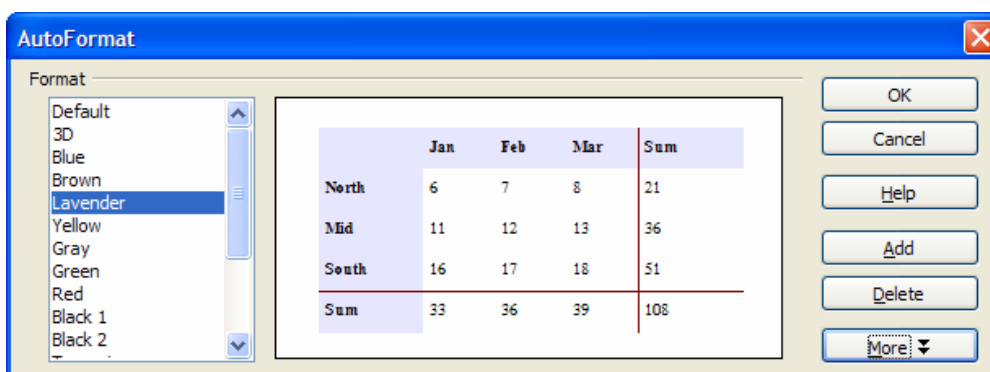 AutoFormat
Format
Default
3D
Blue
Brown
Lavender
Yellow
Gray
Green
Red
Black 1
Black 2
Jan Feb Mar Sum
North 6 7 8 21
Mid 11 12 13 36
South 16 17 18 51
Sum 33 36 39 108
OK
Cancel
Help
Add
Delete
More